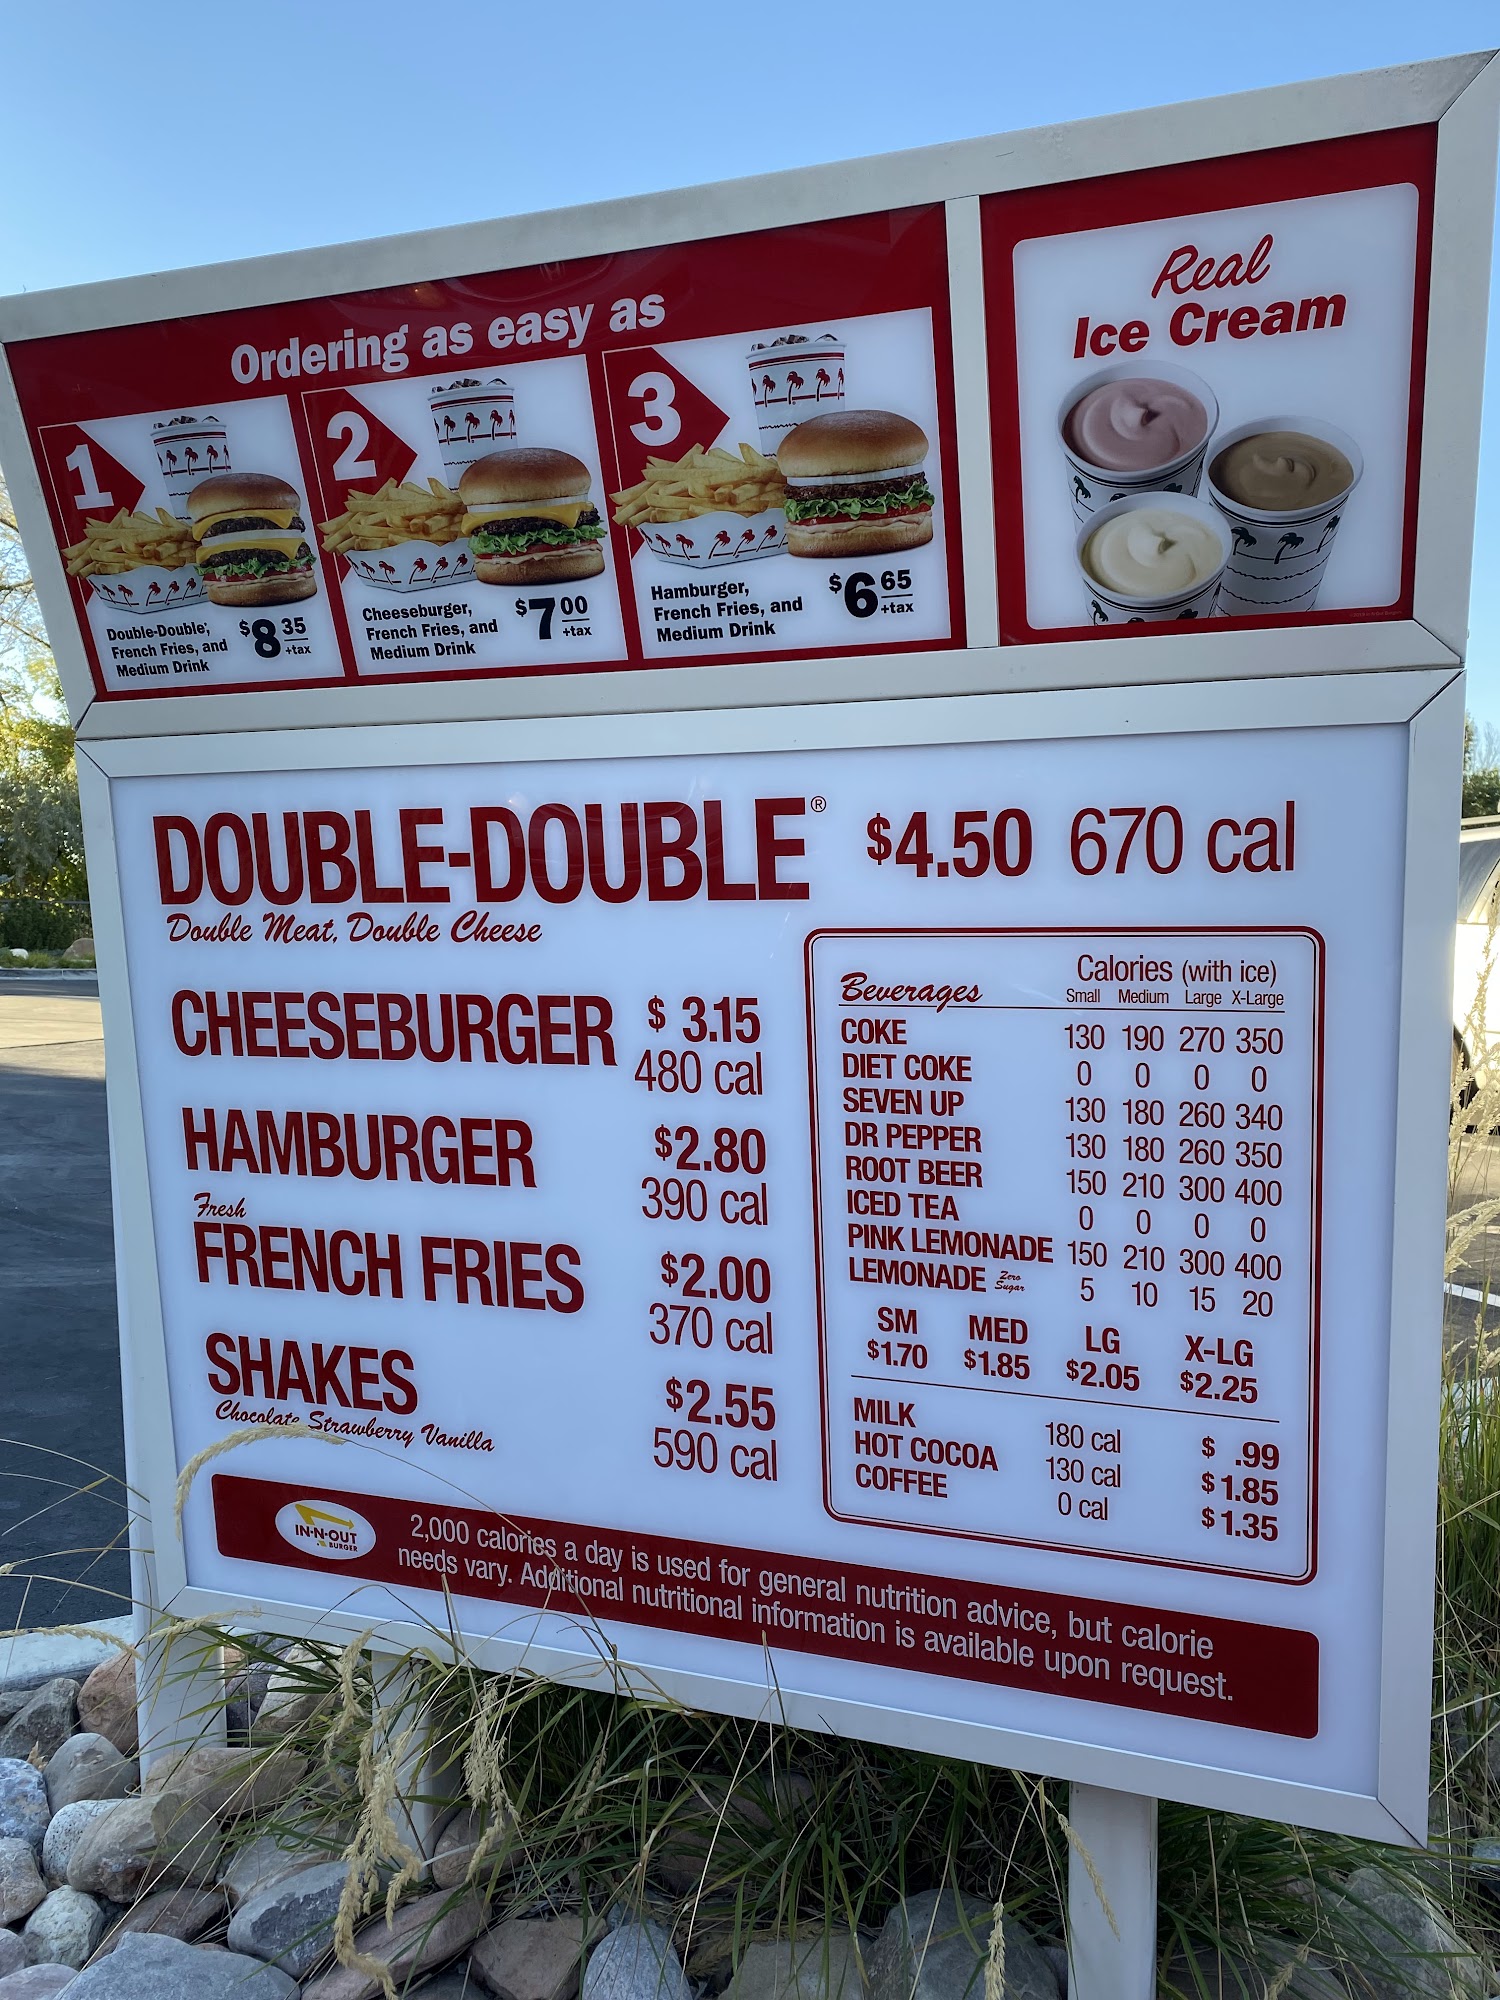 Ordering as easy as
1
Double-Double®,
French Fries, and
Medium Drink
$8 35
+tax
2
Cheeseburger,
French Fries, and
Medium Drink
$7 00
+tax
3
Hamburger,
French Fries, and
Medium Drink
$6 65
+tax
Real
Ice Cream
DOUBLE-DOUBLE® $4.50 670 cal
Double Meat, Double Cheese
CHEESEBURGER $ 3.15
480 cal
HAMBURGER $2.80
390 cal
Fresh
FRENCH FRIES $2.00
370 cal
SHAKES $2.55
Chocolate Strawberry Vanilla 590 cal
Beverages Calories (with ice)
Small Medium Large X-Large
COKE 130 190 270 350
DIET COKE 0 0 0 0
SEVEN UP 130 180 260 340
DR PEPPER 130 180 260 350
ROOT BEER 150 210 300 400
ICED TEA 0 0 0 0
PINK LEMONADE 150 210 300 400
LEMONADE Zero Sugar 5 10 15 20
SM MED LG X-LG
$1.70 $1.85 $2.05 $2.25
MILK 180 cal $ .99
HOT COCOA 130 cal $1.85
COFFEE 0 cal $1.35
IN-N-OUT
BURGER
2,000 calories a day is used for general nutrition advice, but calorie
needs vary. Additional nutritional information is available upon request.